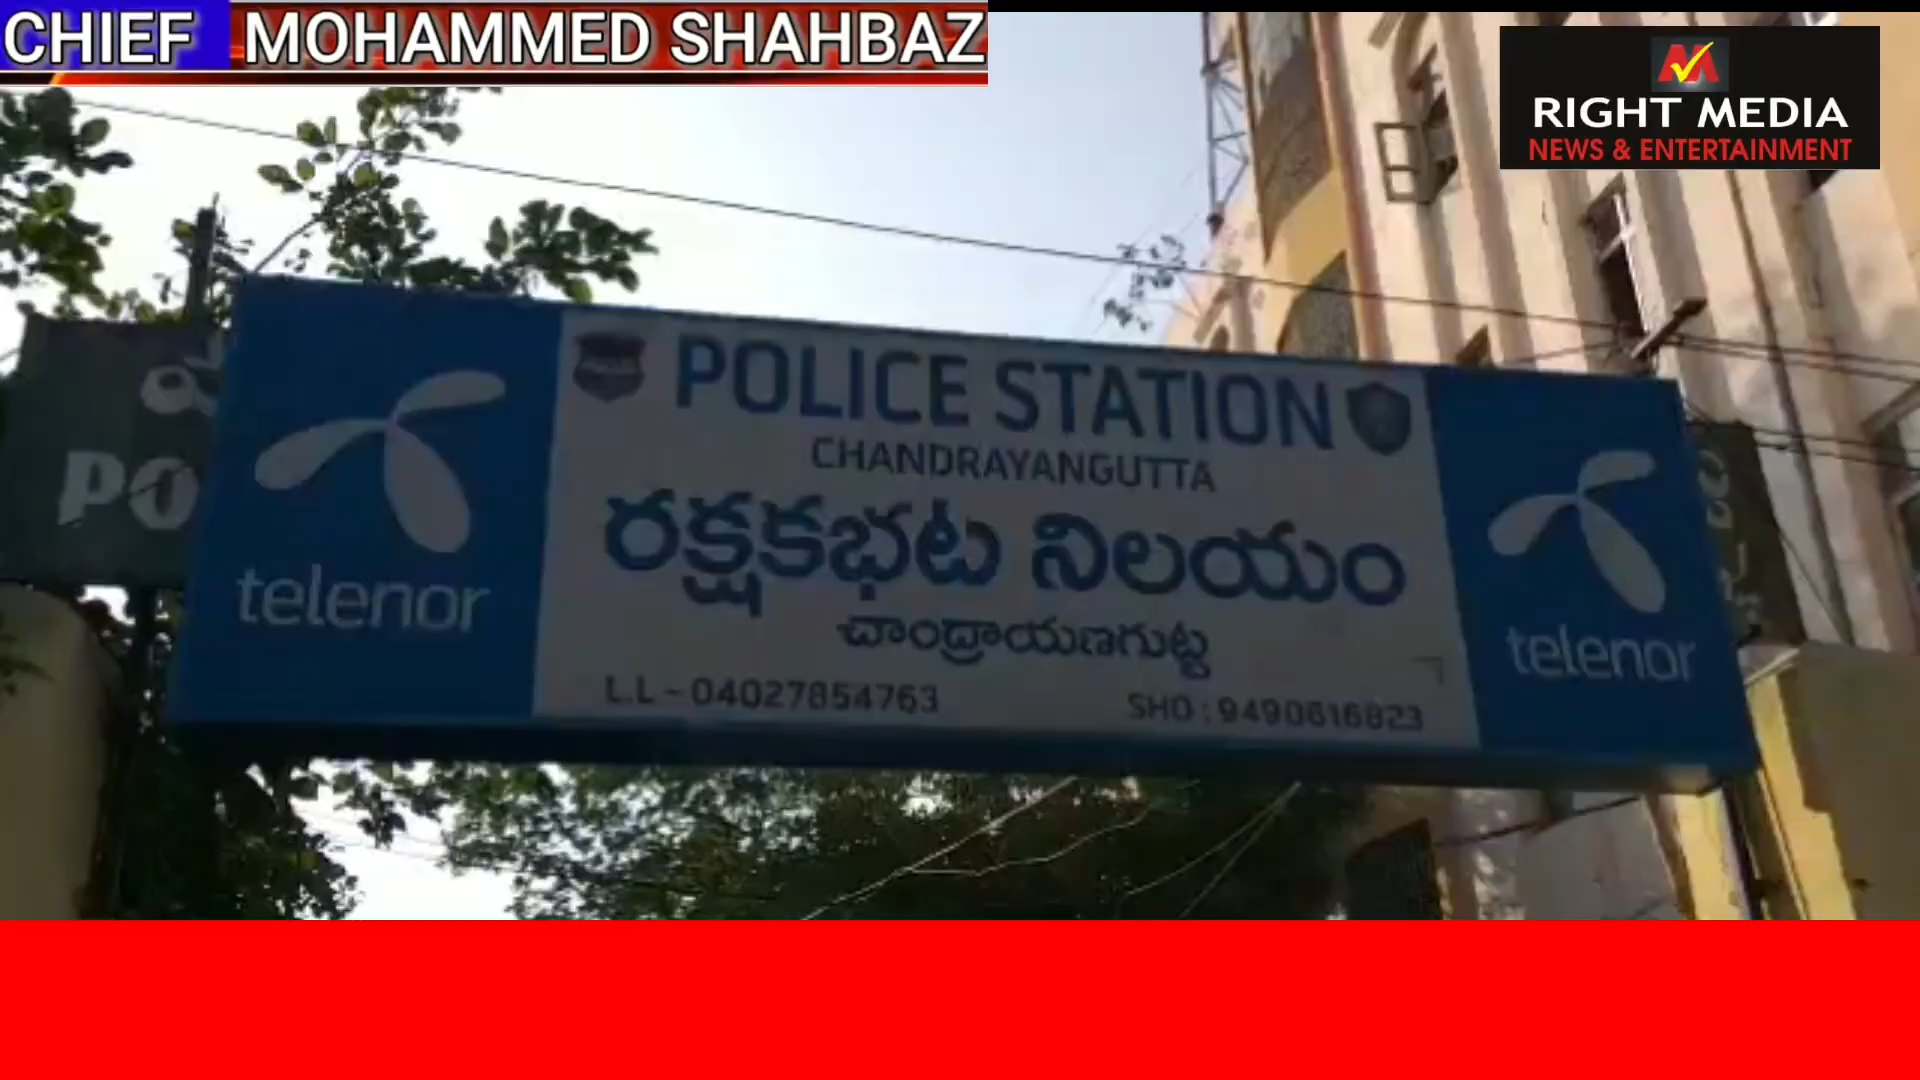 CHIEF MOHAMMED SHAHBAZ
RIGHT MEDIA
NEWS & ENTERTAINMENT
PO
telenor
POLICE STATION
CHANDRAYANGUTTA
రక్షకభట నిలయం
చాంద్రాయణగుట్ట
L.L - 04027854763
SHO : 9490616823
telenor